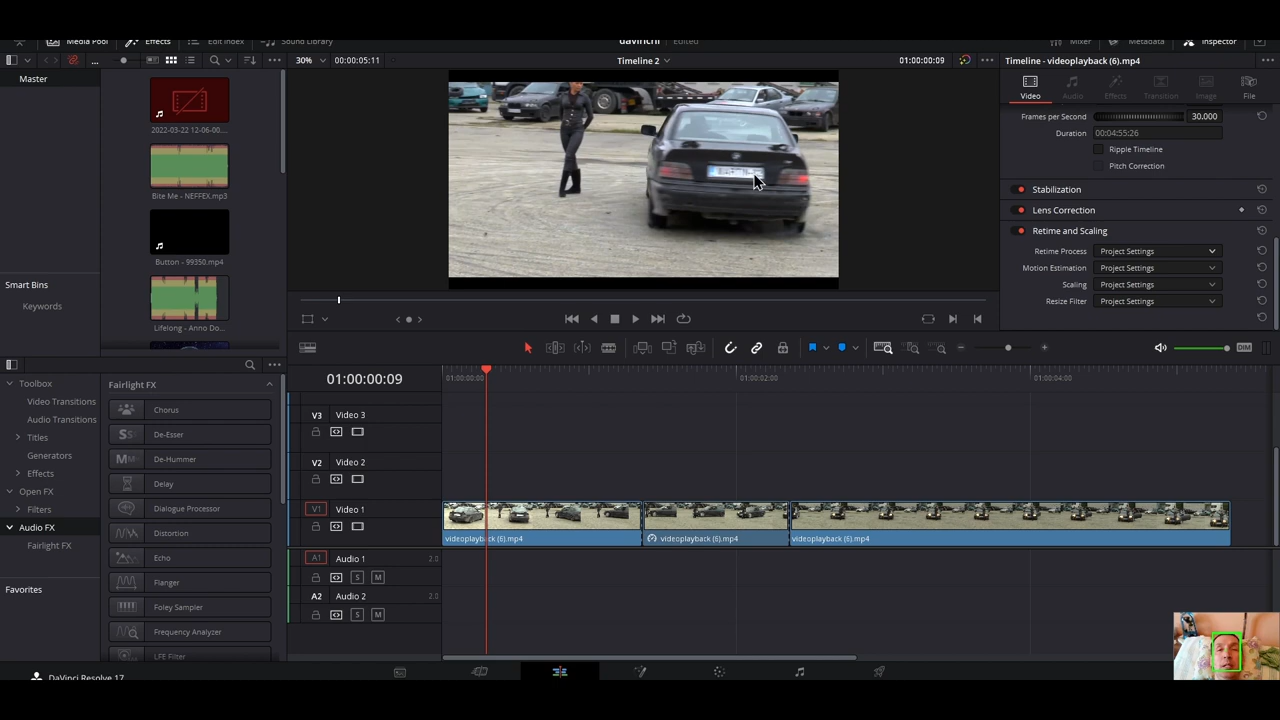 Media Pool
Effects
Edit Index
Sound Library
davinchi
Edited
Mixer
Metadata
Inspector
...
30%
00:00:05:11
Timeline 2
01:00:00:09
Timeline - videoplayback (6).mp4
Master
Video
Audio
Effects
Transition
Image
File
2022-03-22 12-06-00....
Frames per Second
30.000
Duration
00:04:55:26
Ripple Timeline
Pitch Correction
Bite Me - NEFFEX.mp3
Stabilization
Lens Correction
Retime and Scaling
Retime Process
Project Settings
Motion Estimation
Project Settings
Scaling
Project Settings
Resize Filter
Project Settings
Button - 99350.mp4
Smart Bins
Keywords
Lifelong - Anno Do...
DIM
Toolbox
Video Transitions
Audio Transitions
Titles
Generators
Effects
Open FX
Filters
Audio FX
Fairlight FX
Favorites
Fairlight FX
Chorus
De-Esser
De-Hummer
Delay
Dialogue Processor
Distortion
Echo
Flanger
Foley Sampler
Frequency Analyzer
LFE Filter
01:00:00:09
01:00:00:00
01:00:02:00
01:00:04:00
V3 Video 3
V2 Video 2
V1 Video 1
videoplayback (6).mp4
videoplayback (6).mp4
videoplayback (6).mp4
A1 Audio 1 2.0
S M
A2 Audio 2 2.0
S M
DaVinci Resolve 17